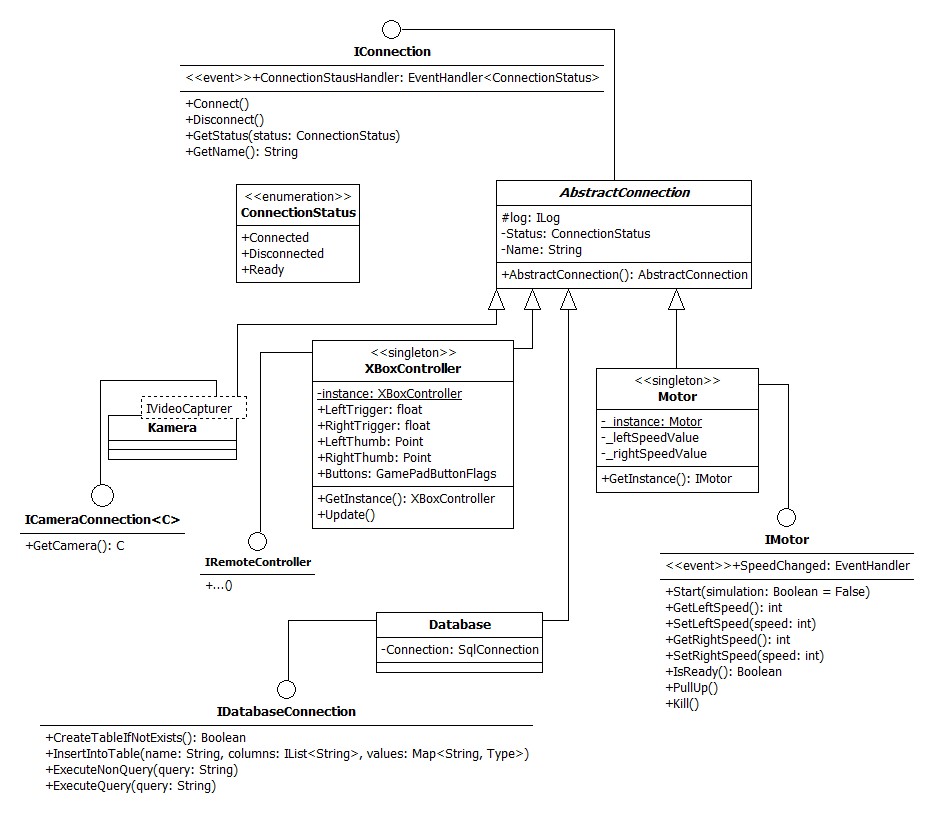 IConnection
<<event>>+ConnectionStausHandler: EventHandler<ConnectionStatus>
+Connect()
+Disconnect()
+GetStatus(status: ConnectionStatus)
+GetName(): String
<<enumeration>>
ConnectionStatus
+Connected
+Disconnected
+Ready
AbstractConnection
#log: ILog
-Status: ConnectionStatus
-Name: String
+AbstractConnection(): AbstractConnection
IVideoCapturer
Kamera
ICameraConnection<C>
+GetCamera(): C
<<singleton>>
XBoxController
-instance: XBoxController
+LeftTrigger: float
+RightTrigger: float
+LeftThumb: Point
+RightThumb: Point
+Buttons: GamePadButtonFlags
+GetInstance(): XBoxController
+Update()
IRemoteController
+...()
<<singleton>>
Motor
-_instance: Motor
-_leftSpeedValue
-_rightSpeedValue
+GetInstance(): IMotor
IMotor
<<event>>+SpeedChanged: EventHandler
+Start(simulation: Boolean = False)
+GetLeftSpeed(): int
+SetLeftSpeed(speed: int)
+GetRightSpeed(): int
+SetRightSpeed(speed: int)
+IsReady(): Boolean
+PullUp()
+Kill()
Database
-Connection: SqlConnection
IDatabaseConnection
+CreateTableIfNotExists(): Boolean
+InsertIntoTable(name: String, columns: IList<String>, values: Map<String, Type>)
+ExecuteNonQuery(query: String)
+ExecuteQuery(query: String)